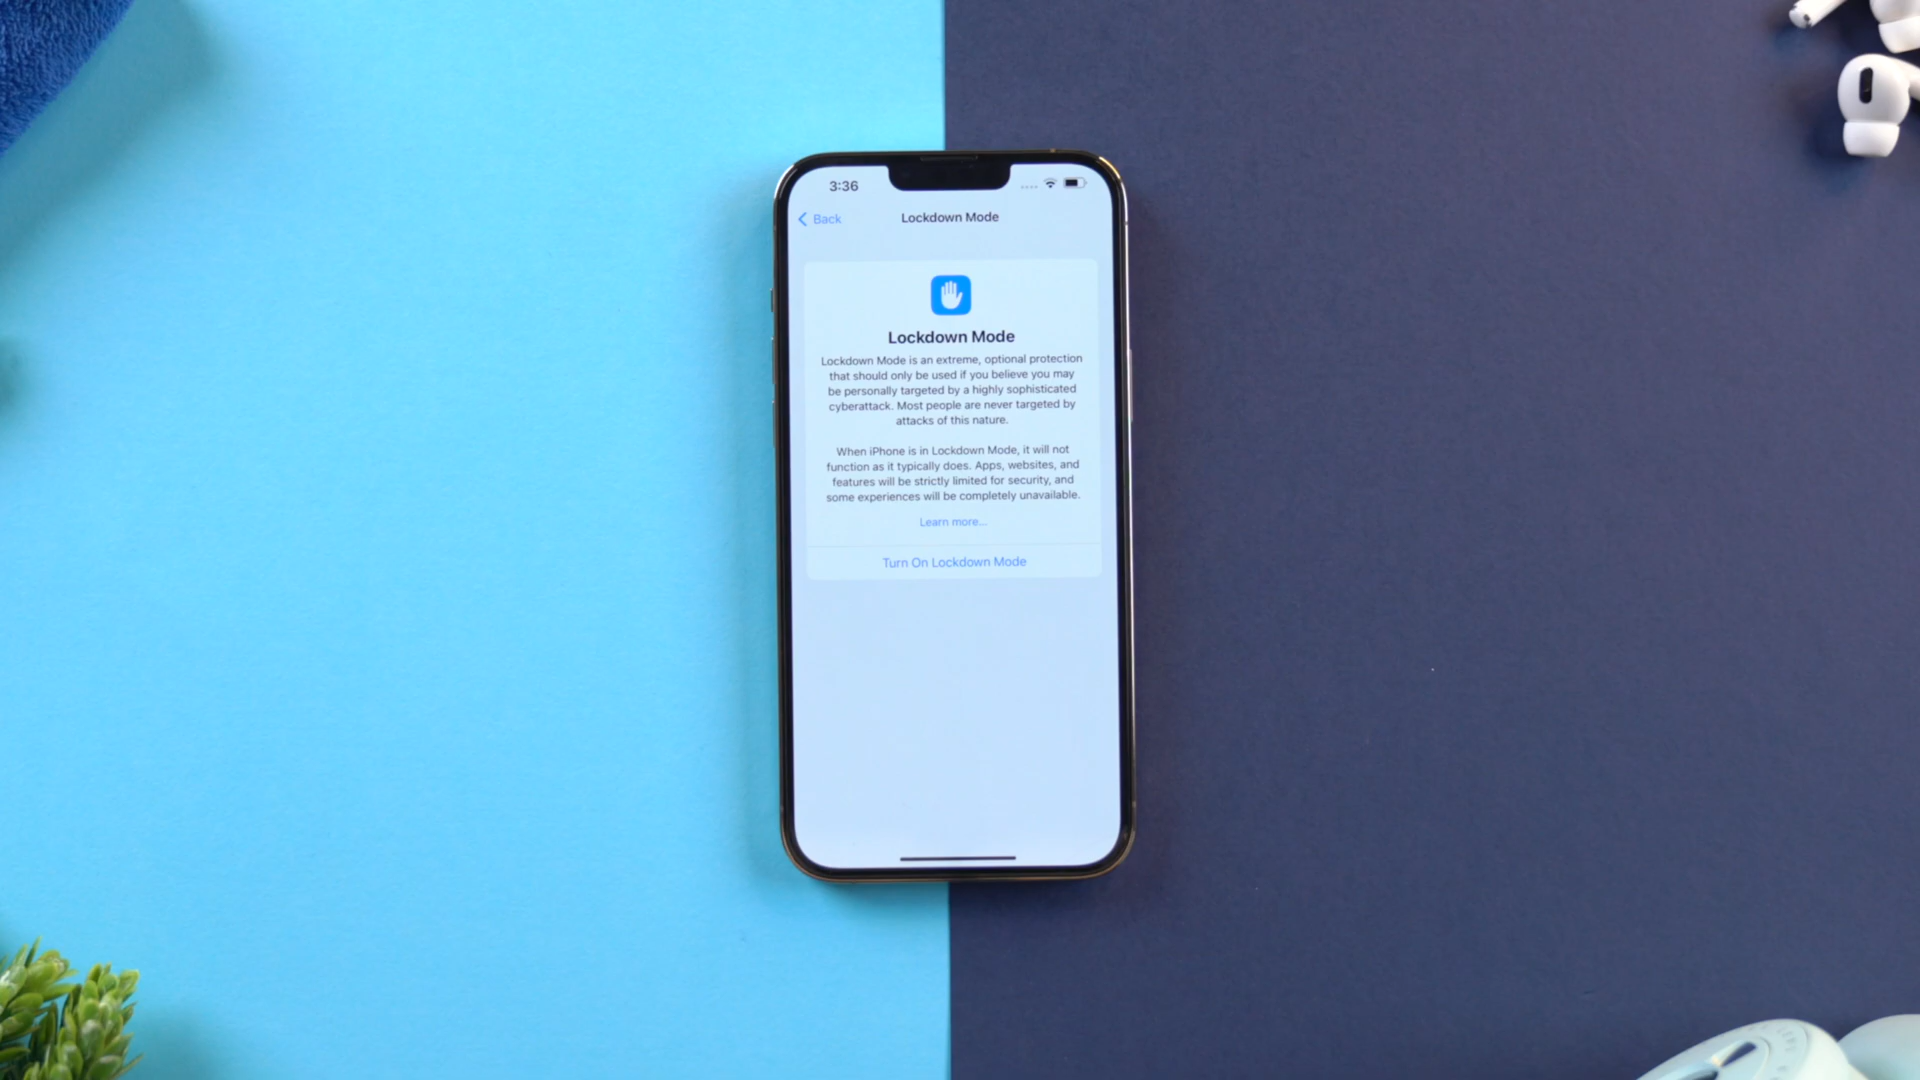 3:36
Back
Lockdown Mode
Lockdown Mode
Lockdown Mode is an extreme, optional protection
that should only be used if you believe you may
be personally targeted by a highly sophisticated
cyberattack. Most people are never targeted by
attacks of this nature.
When iPhone is in Lockdown Mode, it will not
function as it typically does. Apps, websites, and
features will be strictly limited for security, and
some experiences will be completely unavailable.
Learn more...
Turn On Lockdown Mode